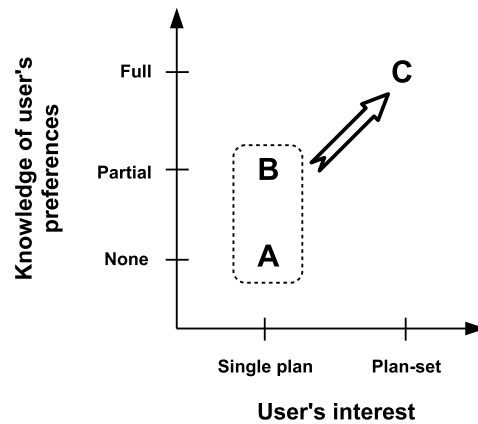 Knowledge of user's
preferences
Full
Partial
None
C
B
A
Single plan
Plan-set
User's interest